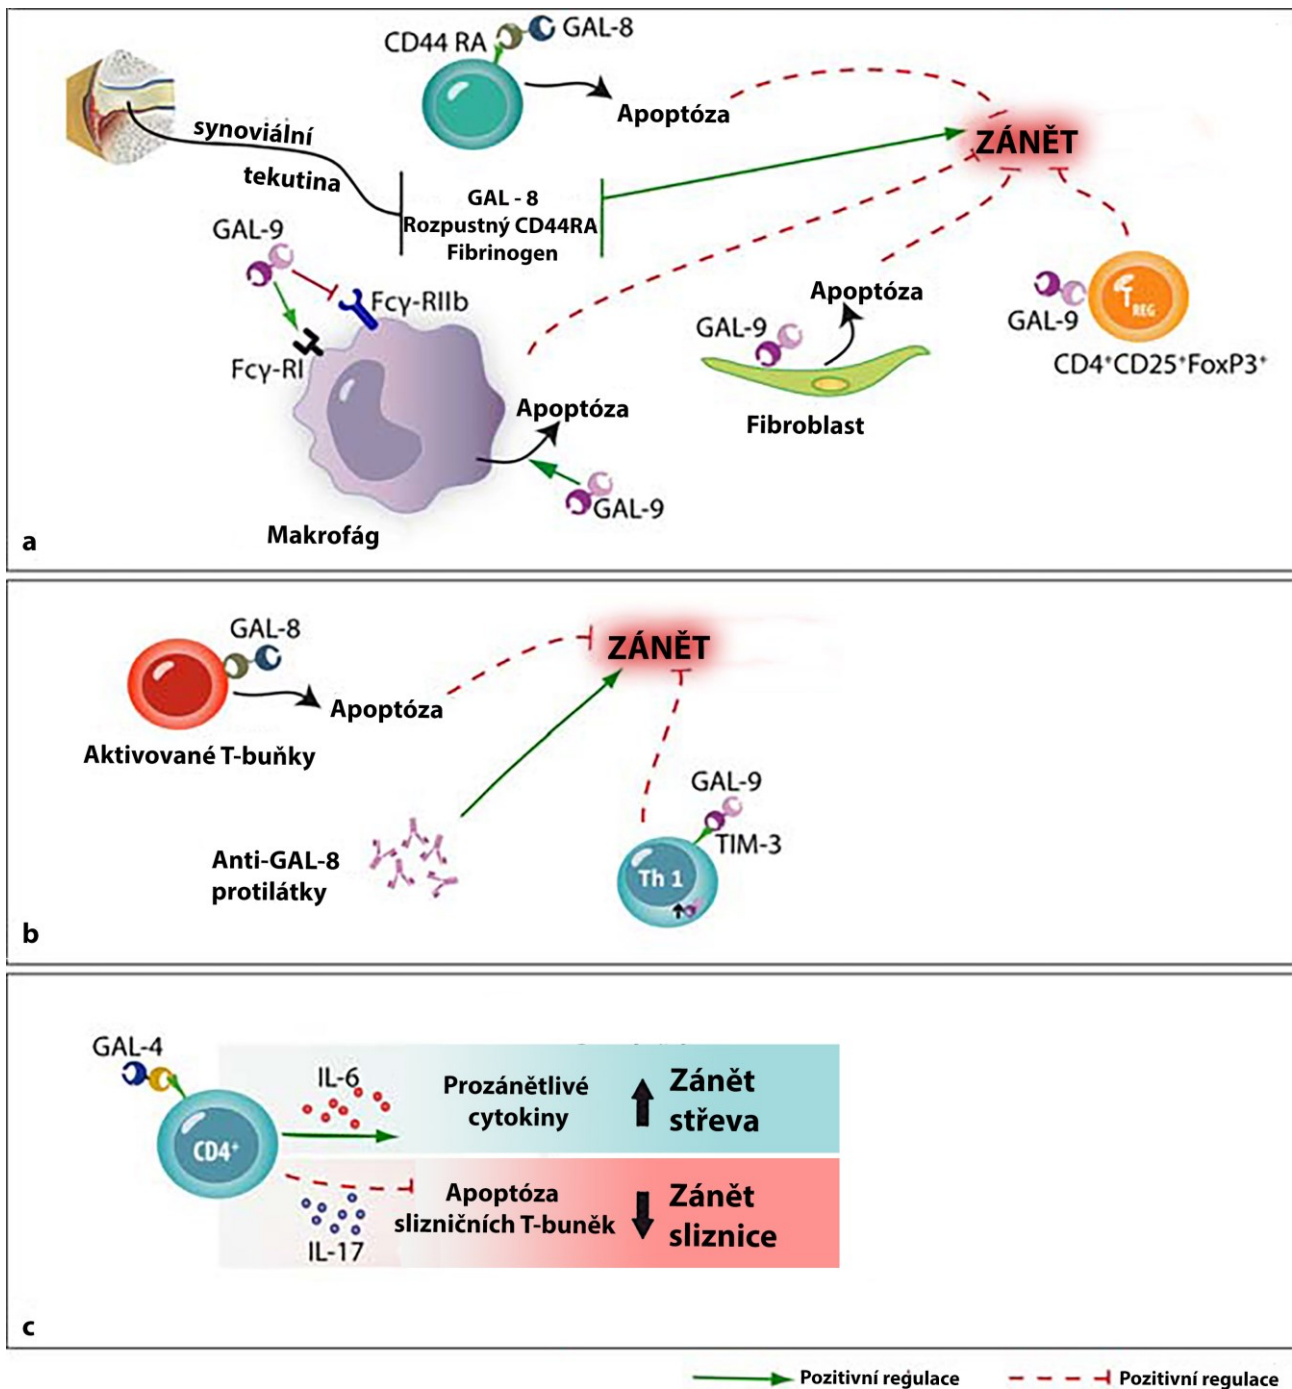 CD44 RA
GAL-8
Apoptóza
synoviální
tekutina
ZÁNĚT
GAL - 8
Rozpustný CD44RA
Fibrinogen
GAL-9
Fcγ-RIIb
Fcγ-RI
Apoptóza
GAL-9
Makrofág
Apoptóza
GAL-9
Fibroblast
GAL-9
TREG
CD4⁺CD25⁺FoxP3⁺
a
GAL-8
Apoptóza
Aktivované T-buňky
ZÁNĚT
Anti-GAL-8
protilátky
GAL-9
TIM-3
Th 1
b
GAL-4
CD4⁺
IL-6
Prozánětlivé
cytokiny
Zánět
střeva
IL-17
Apoptóza
slizničních T-buněk
Zánět
sliznice
c
Pozitivní regulace
Pozitivní regulace